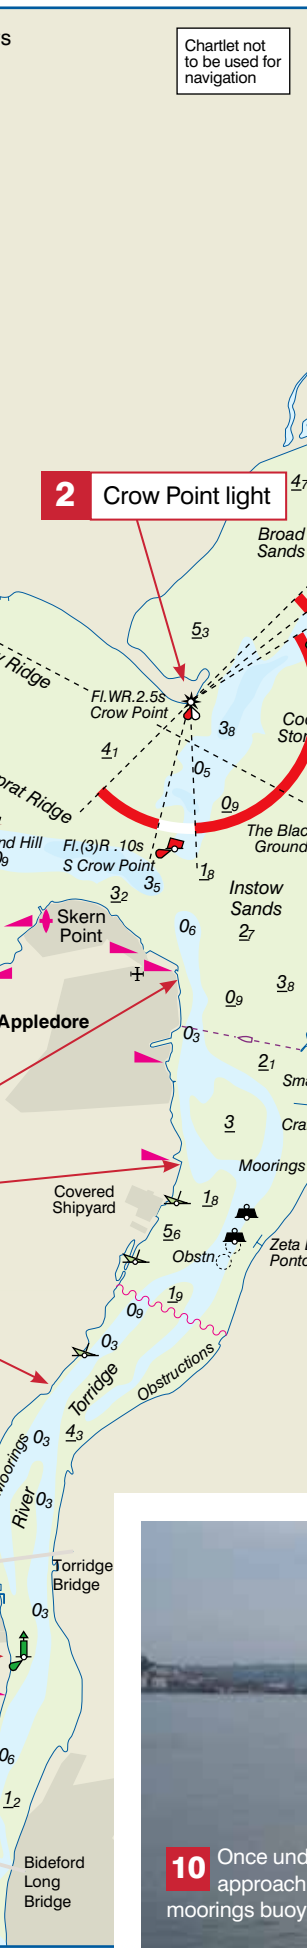 s
Chartlet not
to be used for
navigation
2 Crow Point light
47
Broad
Sands
53
Ridge
Fl.WR.2.5s
Crow Point
38
41
05
09
Ridge
The Blac
Ground
nd Hill
Fl.(3)R .10s
S Crow Point
18
35
32
Instow
Sands
Skern
Point
06
27
38
09
Appledore
03
21
3
Moorings
Covered
Shipyard
18
56
Obstn
Zeta
19
09
03
Torridge
Obstructions
03
43
Moorings
River
03
Torridge
Bridge
03
06
12
Bideford
Long
Bridge
10 Once und
approach
moorings buoy